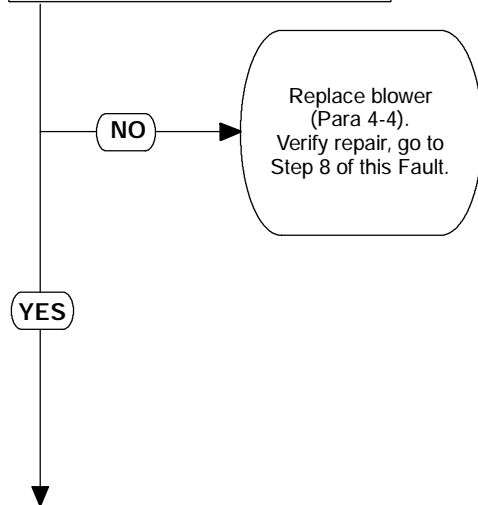 NO
Replace blower
(Para 4-4).
Verify repair, go to
Step 8 of this Fault.
YES